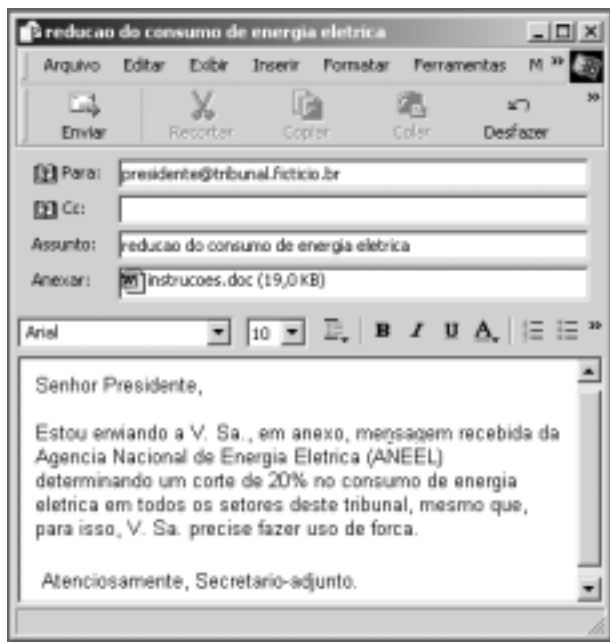 reducao do consumo de energia eletrica
Arquivo Editar Exibir Inserir Formatar Ferramentas M »
Enviar Recortar Copiar Colar Desfazer »
Para: presidente@tribunal.ficticio.br
Cc:
Assunto: reducao do consumo de energia eletrica
Anexar: instrucoes.doc (19,0 KB)
Arial 10 B I U A »
Senhor Presidente,
Estou enviando a V. Sa., em anexo, mensagem recebida da
Agencia Nacional de Energia Eletrica (ANEEL)
determinando um corte de 20% no consumo de energia
eletrica em todos os setores deste tribunal, mesmo que,
para isso, V. Sa. precise fazer uso de forca.
Atenciosamente, Secretario-adjunto.